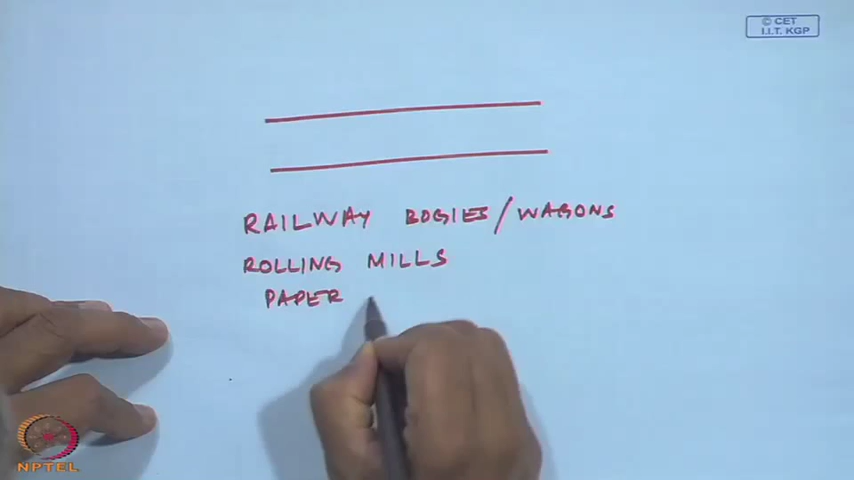 © CET
I.I.T. KGP
RAILWAY BOGIES/WAGONS
ROLLING MILLS
PAPER
NPTEL